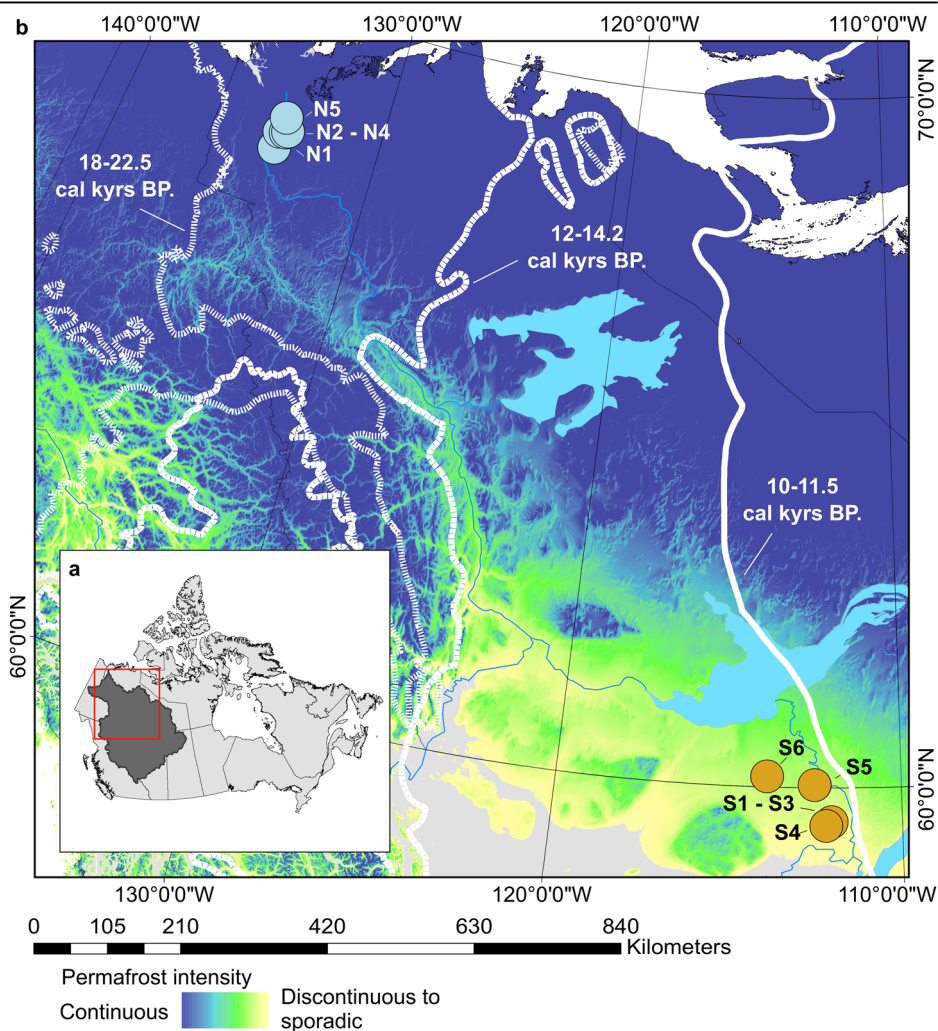 b
140°0'0"W 130°0'0"W 120°0'0"W 110°0'0"W
70°0'0"N
N5
N2 - N4
N1
18-22.5
cal kyrs BP.
12-14.2
cal kyrs BP.
10-11.5
cal kyrs BP.
a
60°0'0"N
S6
S5
S1 - S3
S4
60°0'0"N
130°0'0"W 120°0'0"W 110°0'0"W
0 105 210 420 630 840
Kilometers
Permafrost intensity
Continuous
Discontinuous to
sporadic